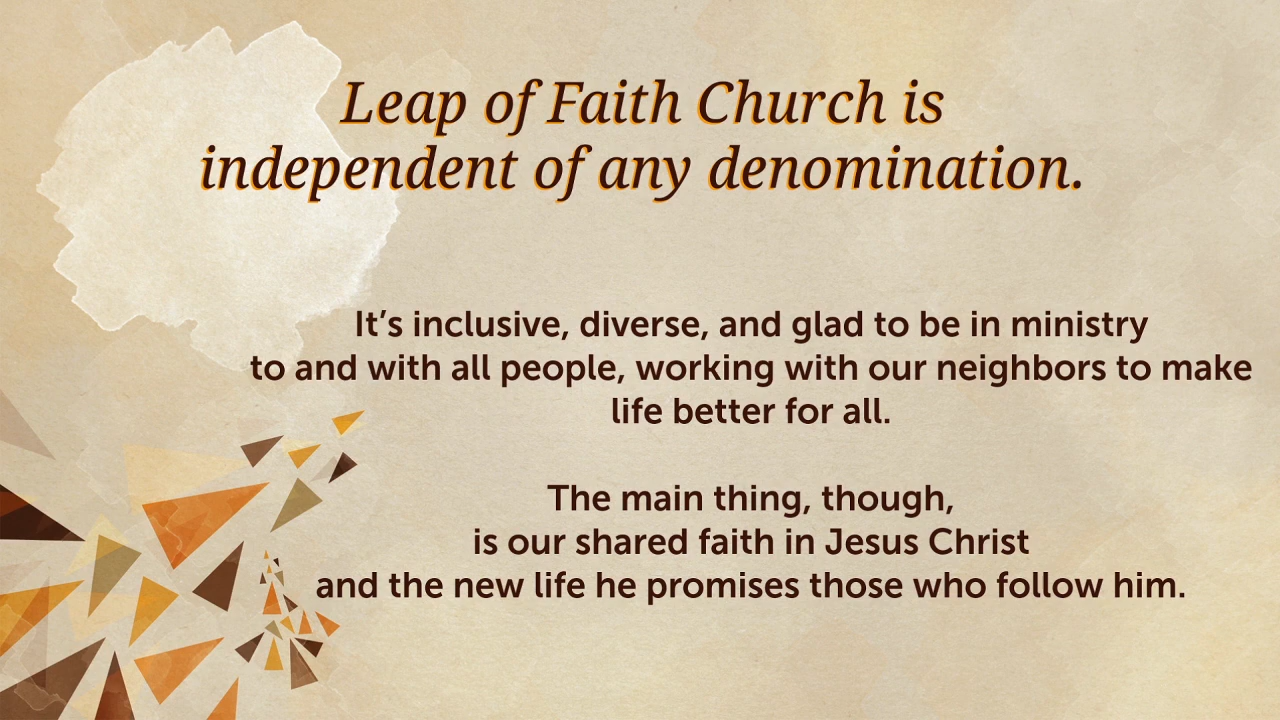 Leap of Faith Church is
independent of any denomination.
It’s inclusive, diverse, and glad to be in ministry
to and with all people, working with our neighbors to make
life better for all.
The main thing, though,
is our shared faith in Jesus Christ
and the new life he promises those who follow him.